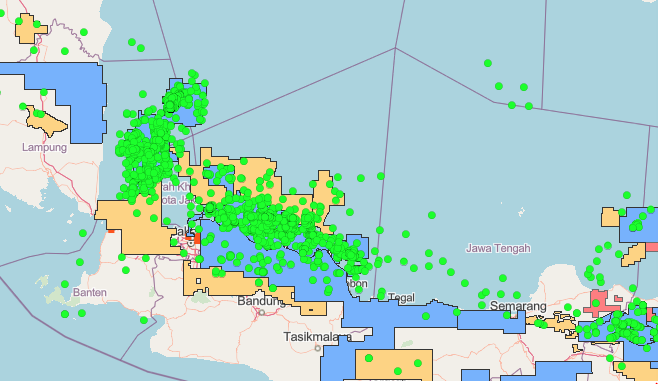 Lampung
Jawa Tengah
Banten
Tegal
Bandung
Semarang
Tasikmala